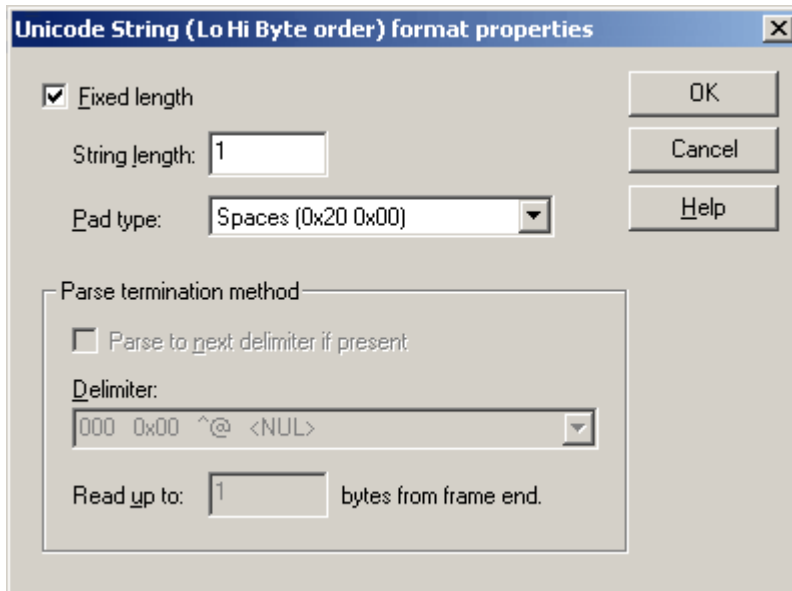 Unicode String (Lo Hi Byte order) format properties
Fixed length
OK
String length: 1
Cancel
Pad type: Spaces (0x20 0x00)
Help
Parse termination method
Parse to next delimiter if present
Delimiter:
000 0x00 ^@ <NUL>
Read up to: 1 bytes from frame end.